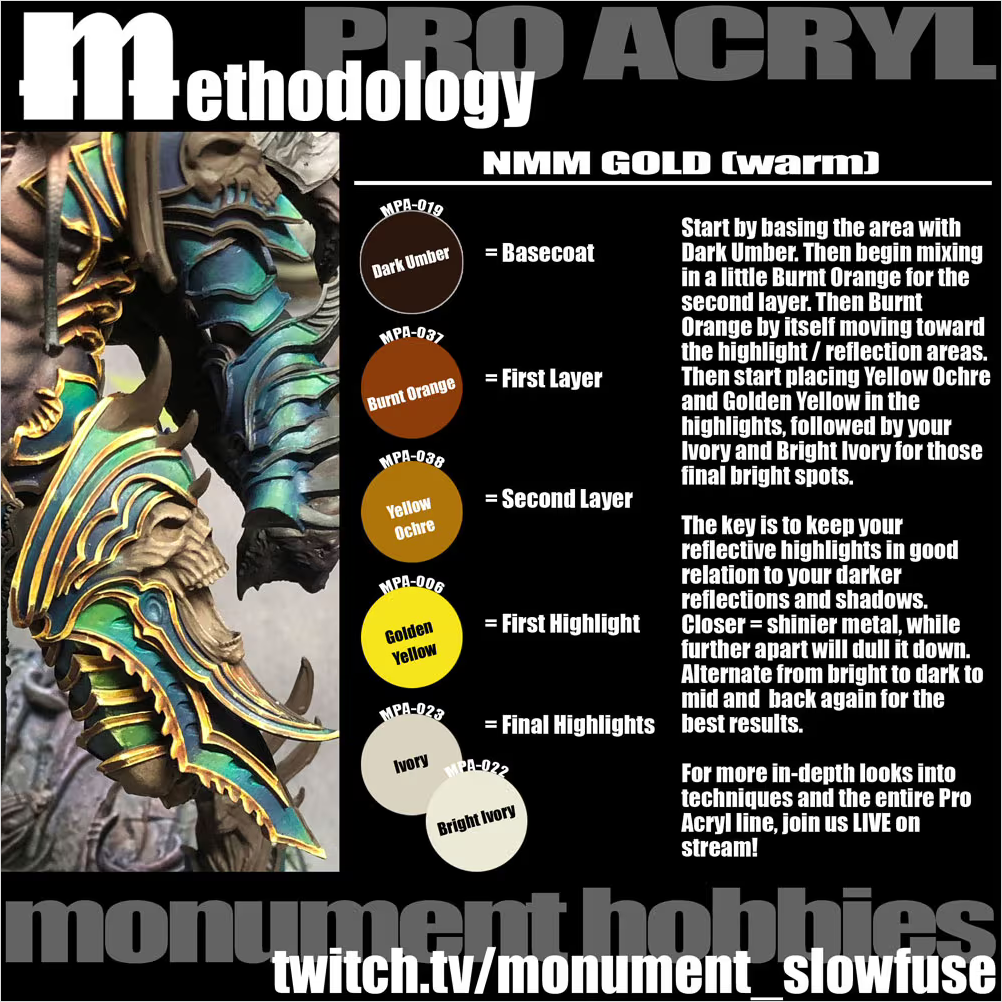 PRO ACRYL
Methodology
NMM GOLD (warm)
MPA-019
Dark Umber
= Basecoat
MPA-037
Burnt Orange
= First Layer
MPA-038
Yellow
Ochre
= Second Layer
MPA-006
Golden
Yellow
= First Highlight
MPA-023
Ivory
= Final Highlights
MPA-022
Bright Ivory
Start by basing the area with
Dark Umber. Then begin mixing
in a little Burnt Orange for the
second layer. Then Burnt
Orange by itself moving toward
the highlight / reflection areas.
Then start placing Yellow Ochre
and Golden Yellow in the
highlights, followed by your
Ivory and Bright Ivory for those
final bright spots.
The key is to keep your
reflective highlights in good
relation to your darker
reflections and shadows.
Closer = shinier metal, while
further apart will dull it down.
Alternate from bright to dark to
mid and  back again for the
best results.
For more in-depth looks into
techniques and the entire Pro
Acryl line, join us LIVE on
stream!
monument hobbies
twitch.tv/monument_slowfuse